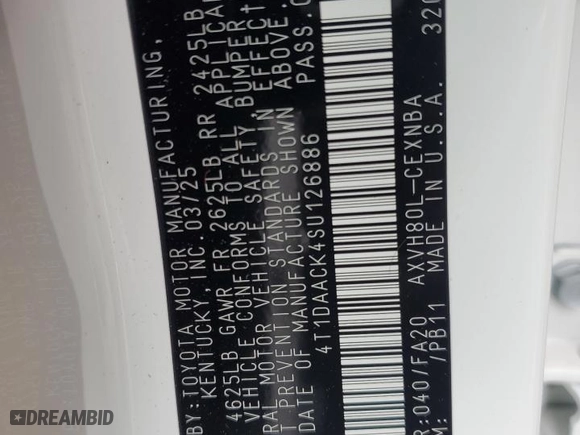 BY: TOYOTA MOTOR MANUFACTURING,
KENTUCKY, INC. 03/25
4625LB GAWR FR 2625LB RR 2425LB
VEHICLE CONFORMS TO ALL APPLICA
RAL MOTOR VEHICLE SAFETY, BUMPER,
T PREVENTION STANDARDS IN EFFECT
DATE OF MANUFACTURE SHOWN ABOVE.
4T1DAACK4SU126886 PASS.
R:040/FA20 AXVH80L-CEXNBA
M: /PB11 MADE IN U.S.A. 320
DREAMBID